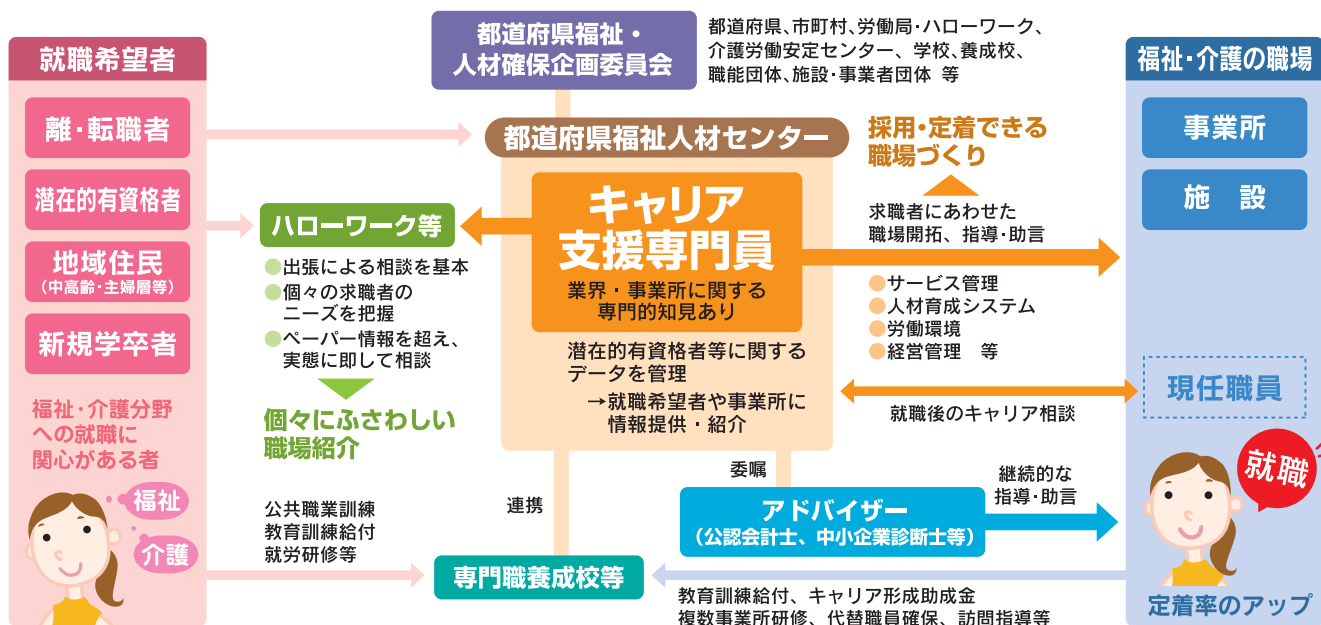 就職希望者
離・転職者
潜在的有資格者
地域住民
(中高齢・主婦層等)
新規学卒者
福祉・介護分野
への就職に
関心がある者
福祉
介護
都道府県福祉・
人材確保企画委員会
都道府県、市町村、労働局・ハローワーク、
介護労働安定センター、学校、養成校、
職能団体、施設・事業者団体 等
都道府県福祉人材センター
キャリア
支援専門員
業界・事業所に関する
専門的知見あり
潜在的有資格者等に関する
データを管理
→就職希望者や事業所に
情報提供・紹介
ハローワーク等
●出張による相談を基本
●個々の求職者の
ニーズを把握
●ペーパー情報を超え、
実態に即して相談
個々にふさわしい
職場紹介
採用・定着できる
職場づくり
求職者にあわせた
職場開拓、指導・助言
●サービス管理
●人材育成システム
●労働環境
●経営管理 等
就職後のキャリア相談
公共職業訓練
教育訓練給付
就労研修等
連携
委嘱
アドバイザー
(公認会計士、中小企業診断士等)
継続的な
指導・助言
専門職養成校等
教育訓練給付、キャリア形成助成金
複数事業所研修、代替職員確保、訪問指導等
福祉・介護の職場
事業所
施 設
現任職員
就職
定着率のアップ